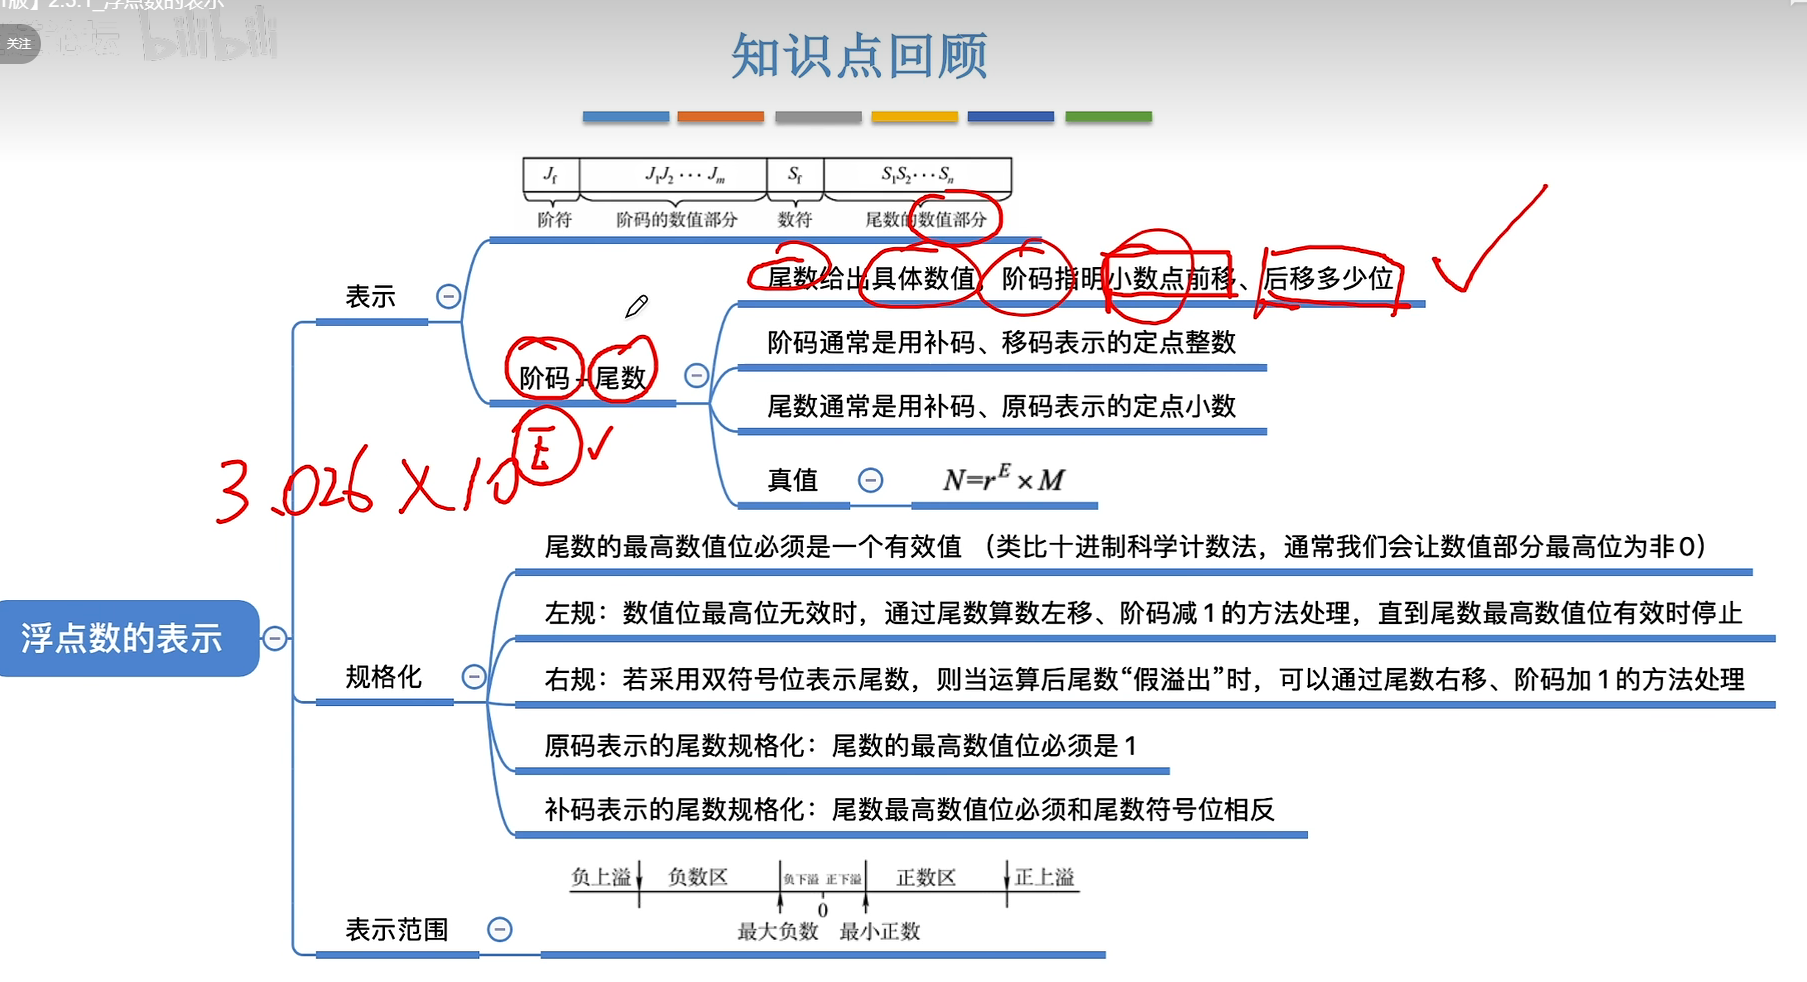 版】2.3.1_浮点数的表示
关注
bilibili
知识点回顾
Jf J1J2 ··· Jm Sf S1S2···Sn
阶符 阶码的数值部分 数符 尾数的数值部分
表示
尾数给出具体数值，阶码指明小数点前移、后移多少位
阶码+尾数
阶码通常是用补码、移码表示的定点整数
尾数通常是用补码、原码表示的定点小数
真值
N=r^E×M
3.026×10^E
浮点数的表示
规格化
尾数的最高数值位必须是一个有效值 （类比十进制科学计数法，通常我们会让数值部分最高位为非0）
左规：数值位最高位无效时，通过尾数算数左移、阶码减1的方法处理，直到尾数最高数值位有效时停止
右规：若采用双符号位表示尾数，则当运算后尾数“假溢出”时，可以通过尾数右移、阶码加1的方法处理
原码表示的尾数规格化：尾数的最高数值位必须是1
补码表示的尾数规格化：尾数最高数值位必须和尾数符号位相反
表示范围
负上溢 负数区 负下溢 正下溢 正数区 正上溢
0
最大负数 最小正数